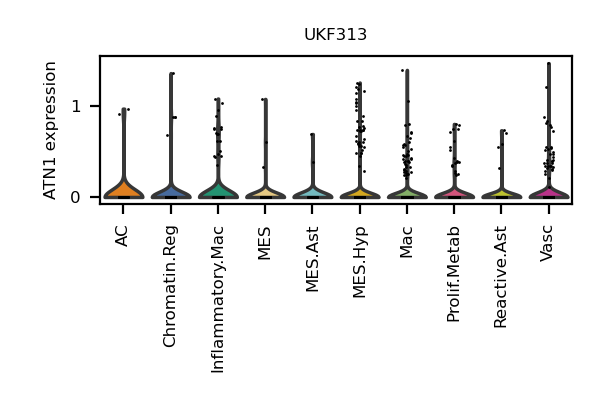 UKF313
ATN1 expression
1
0
AC
Chromatin.Reg
Inflammatory.Mac
MES
MES.Ast
MES.Hyp
Mac
Prolif.Metab
Reactive.Ast
Vasc